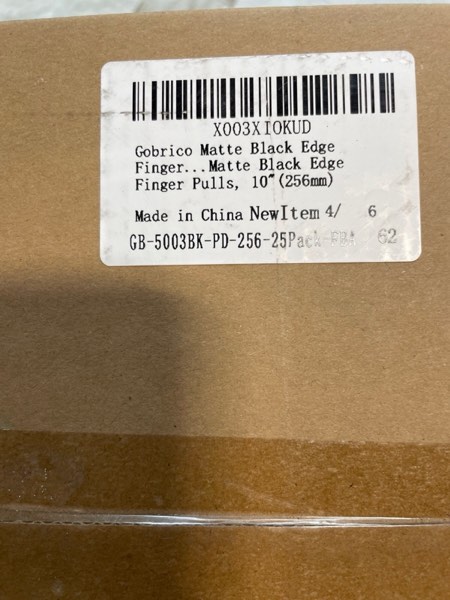 X003XIOKUD
Gobrico Matte Black Edge
Finger...Matte Black Edge
Finger Pulls, 10"(256mm)
Made in China NewItem 4/ 6
GB-5003BK-PD-256-25Pack 62